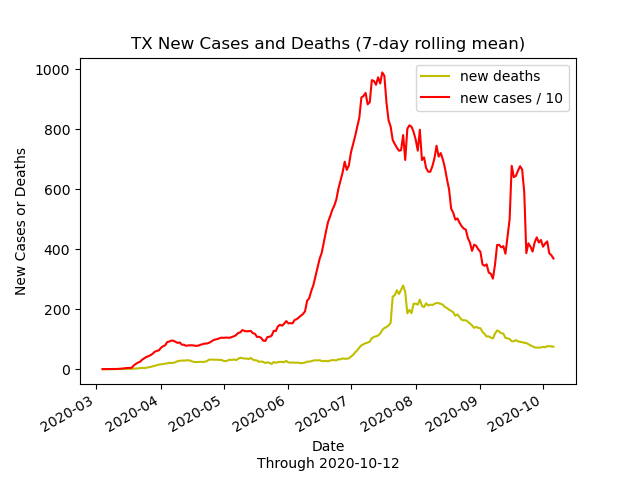 TX New Cases and Deaths (7-day rolling mean)
new deaths
new cases / 10
New Cases or Deaths
1000
800
600
400
200
0
2020-03
2020-04
2020-05
2020-06
2020-07
2020-08
2020-09
2020-10
Date
Through 2020-10-12